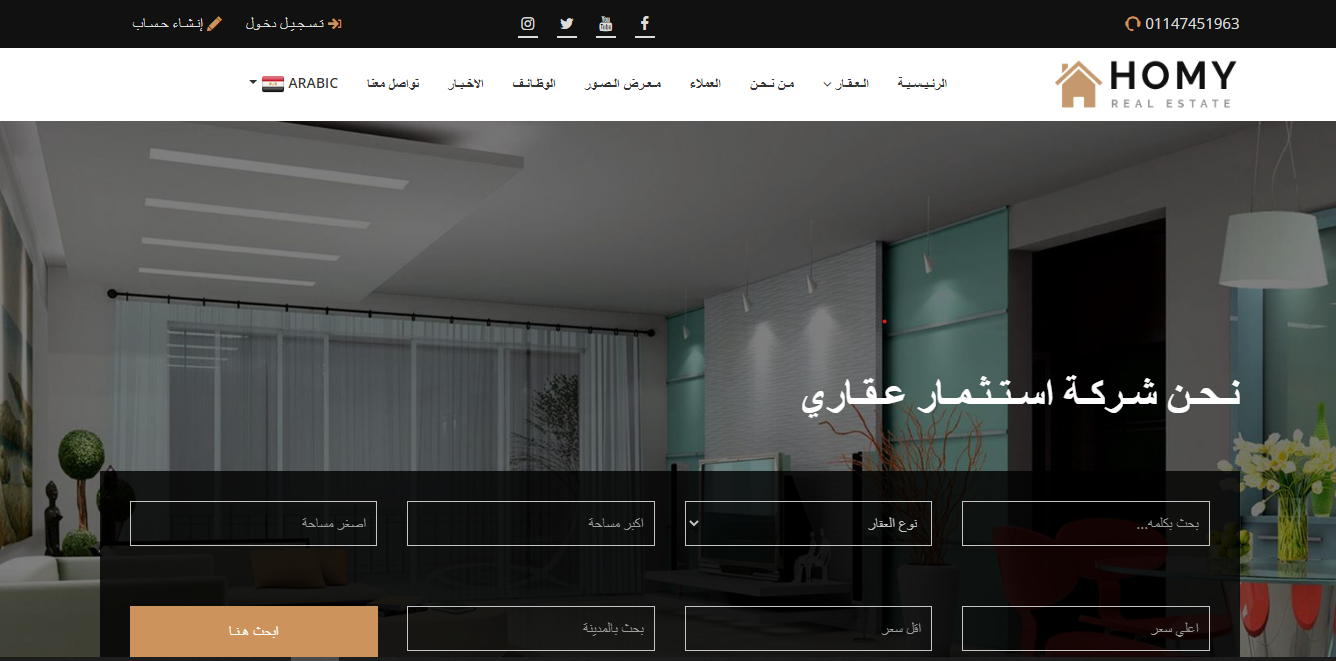 01147451963
تسجيل دخول
إنشاء حساب
HOMY
REAL ESTATE
الرئيسية
العقار
من نحن
العملاء
معرض الصور
الوظائف
الاخبار
تواصل معنا
ARABIC
نحن شركة استثمار عقاري
بحث بكلمه...
نوع العقار
اكبر مساحة
اصغر مساحة
اعلي سعر
اقل سعر
بحث بالمدينة
ابحث هنا